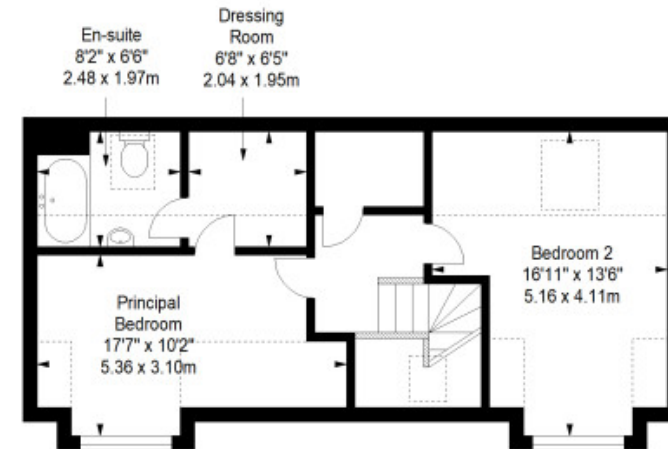 En-suite
8'2" x 6'6"
2.48 x 1.97m
Dressing
Room
6'8" x 6'5"
2.04 x 1.95m
Principal
Bedroom
17'7" x 10'2"
5.36 x 3.10m
Bedroom 2
16'11" x 13'6"
5.16 x 4.11m